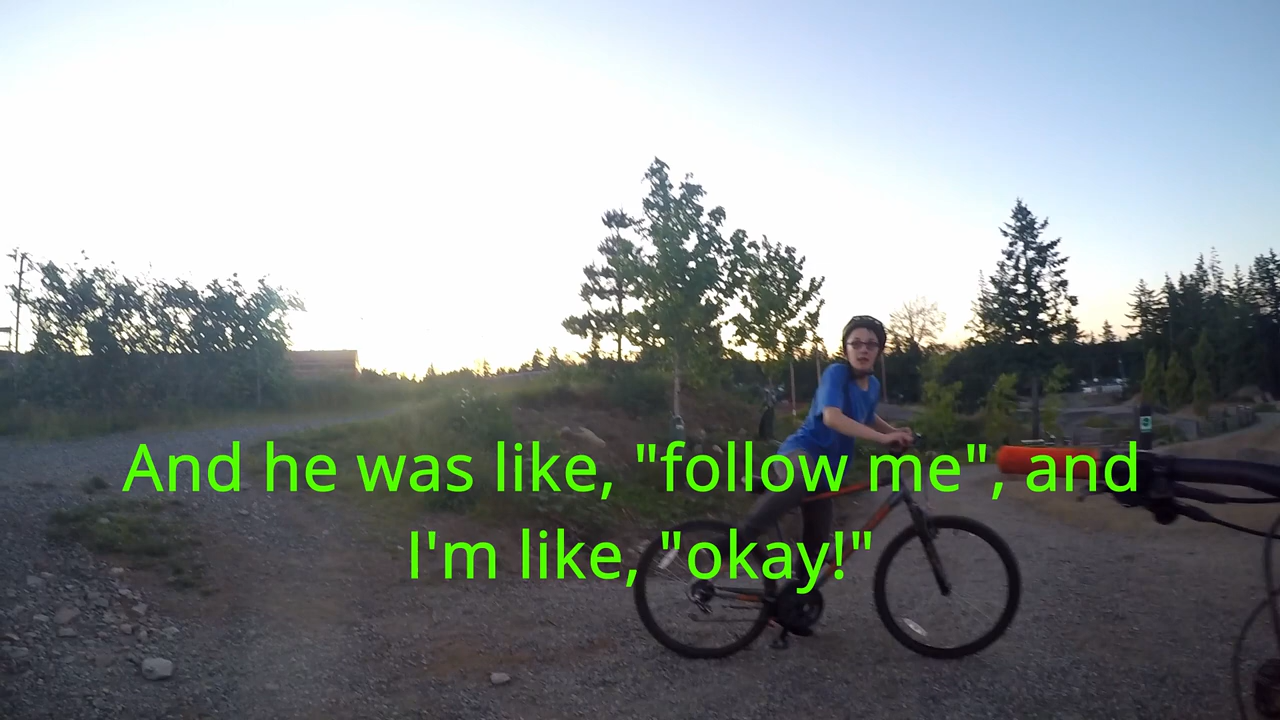 And he was like, "follow me", and
I'm like, "okay!"